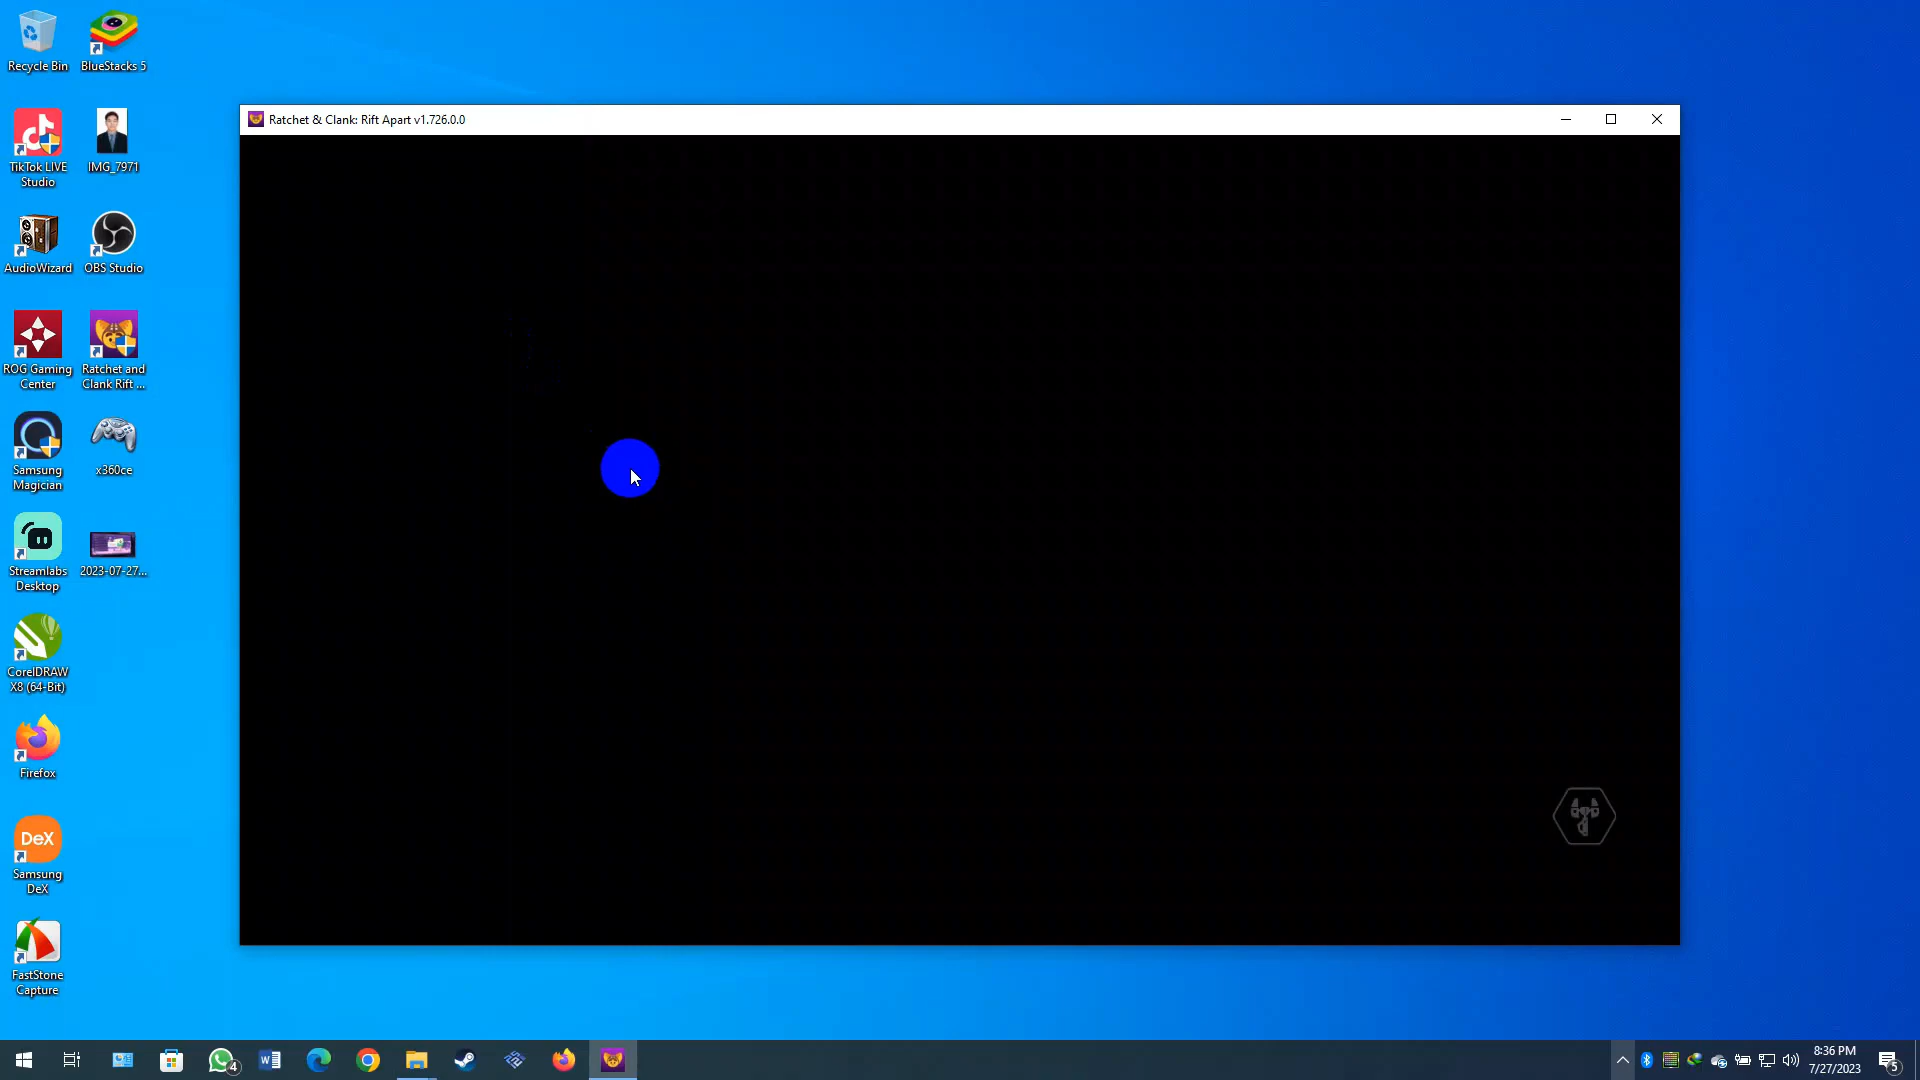 Recycle Bin
BlueStacks 5
TikTok LIVE
Studio
IMG_7971
AudioWizard
OBS Studio
ROG Gaming
Center
Ratchet and
Clank Rift ...
Samsung
Magician
x360ce
Streamlabs
Desktop
2023-07-27...
CorelDRAW
X8 (64-Bit)
Firefox
DeX
Samsung
DeX
FastStone
Capture
Ratchet & Clank: Rift Apart v1.726.0.0
4
8:36 PM
7/27/2023
5